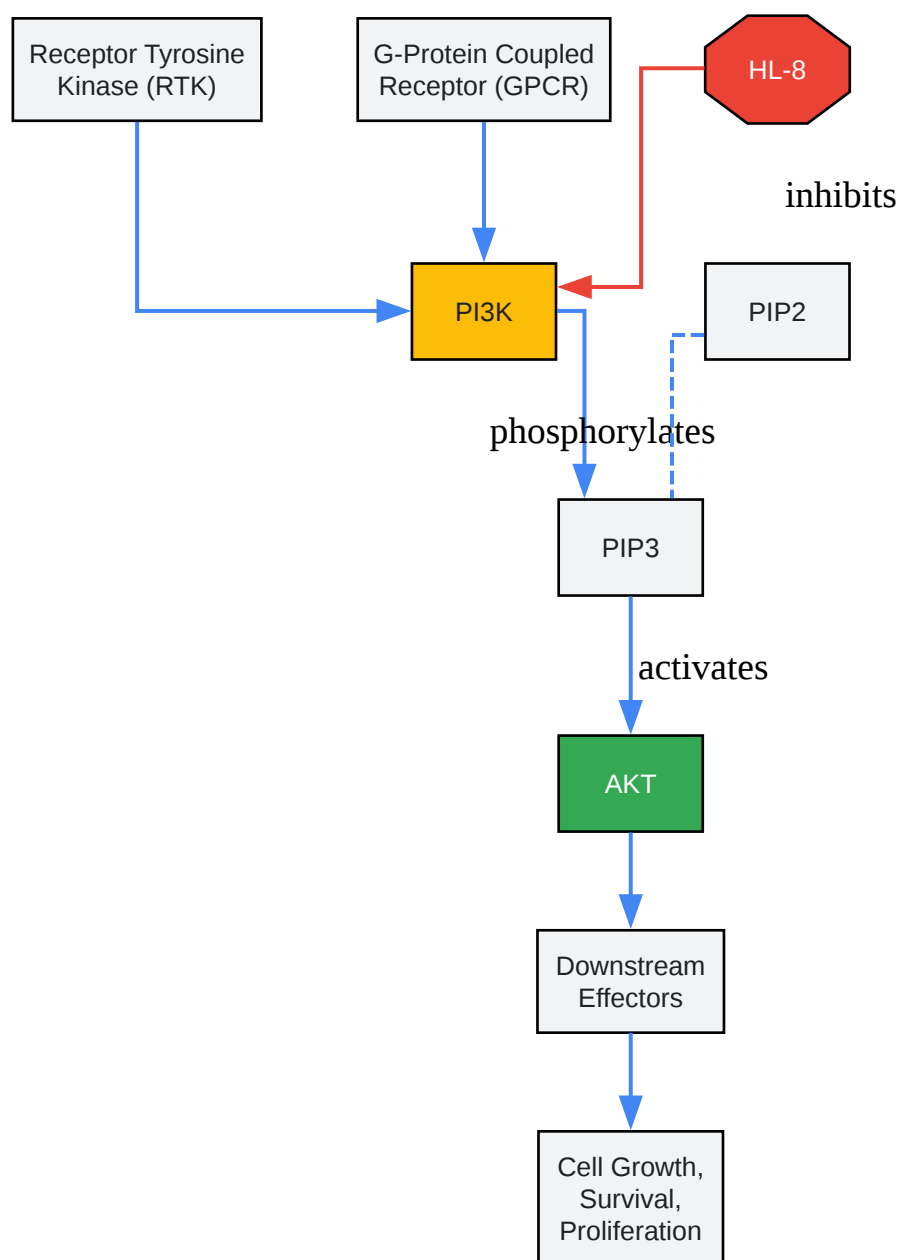 Receptor Tyrosine
Kinase (RTK)
G-Protein Coupled
Receptor (GPCR)
HL-8
inhibits
PI3K
PIP2
phosphorylates
PIP3
activates
AKT
Downstream
Effectors
Cell Growth,
Survival,
Proliferation